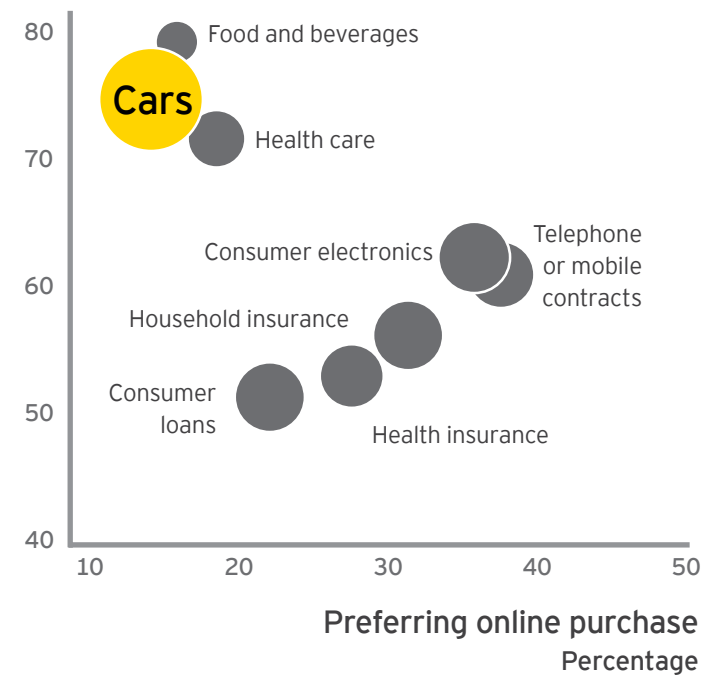 80
Food and beverages
Cars
Health care
70
Telephone
or mobile
contracts
Consumer electronics
60
Household insurance
Consumer
loans
50
Health insurance
40
10 20 30 40 50
Preferring online purchase
Percentage